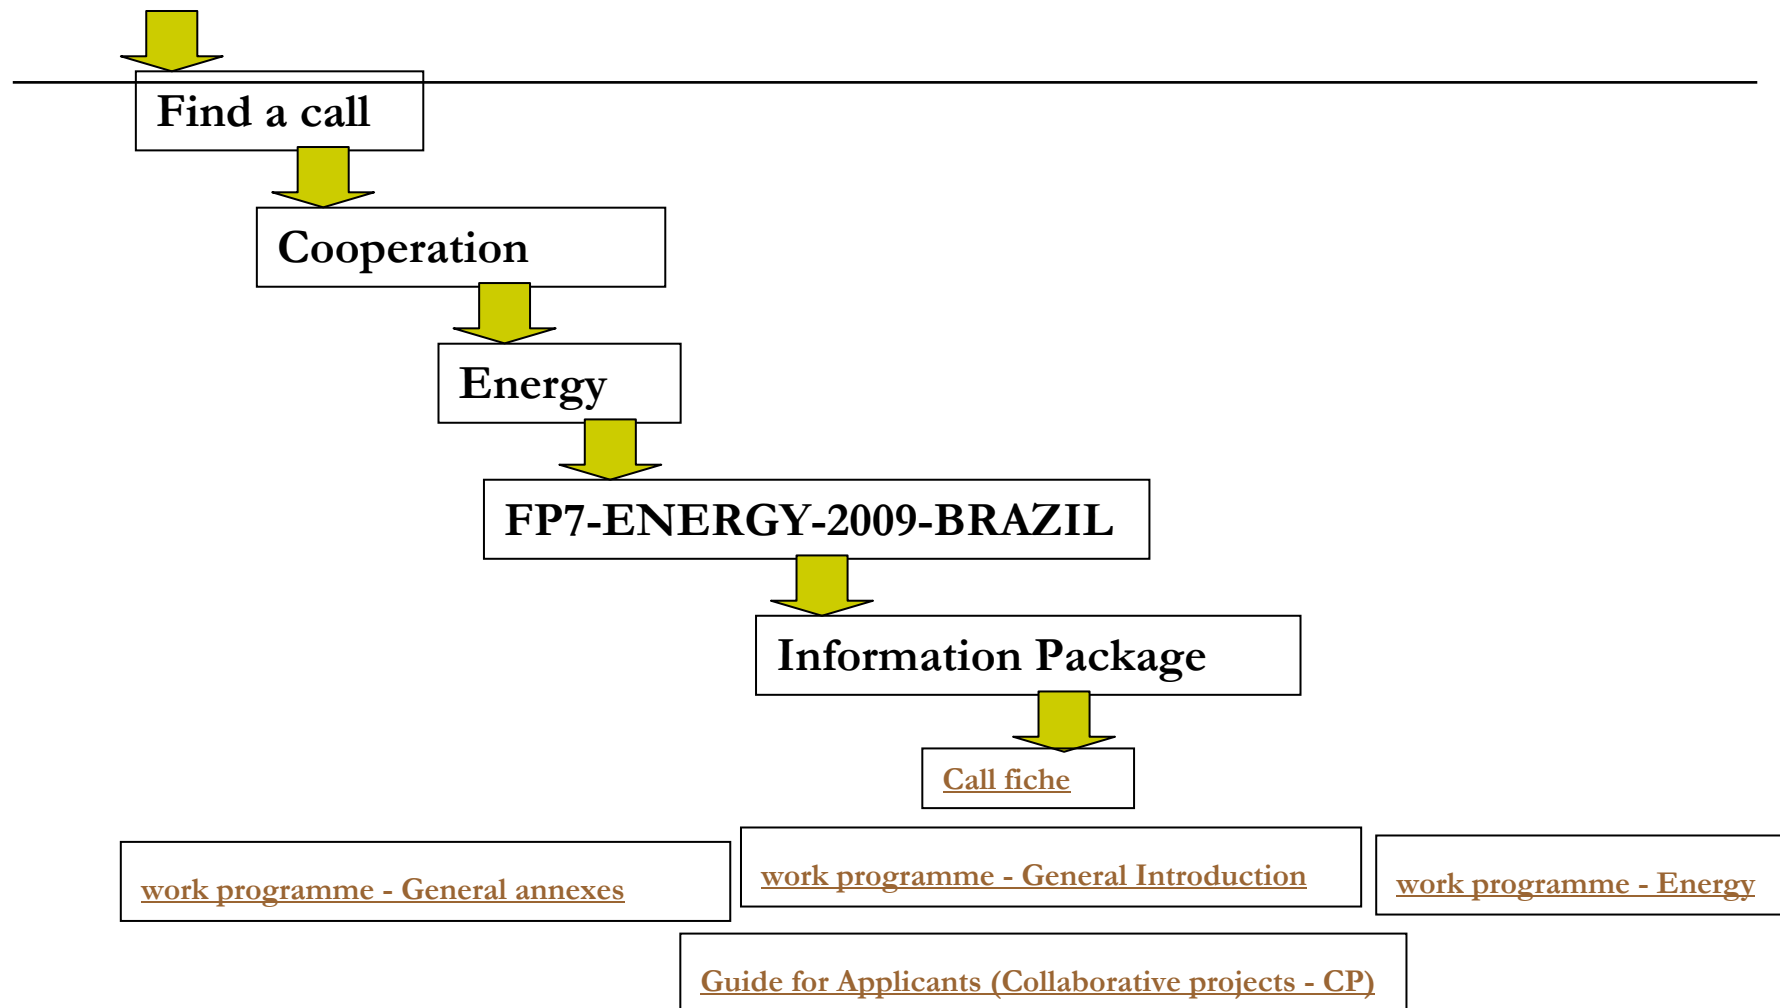 Find a call
Cooperation
Energy
FP7-ENERGY-2009-BRAZIL
Information Package
Call fiche
work programme - General annexes
work programme - General Introduction
work programme - Energy
Guide for Applicants (Collaborative projects - CP)